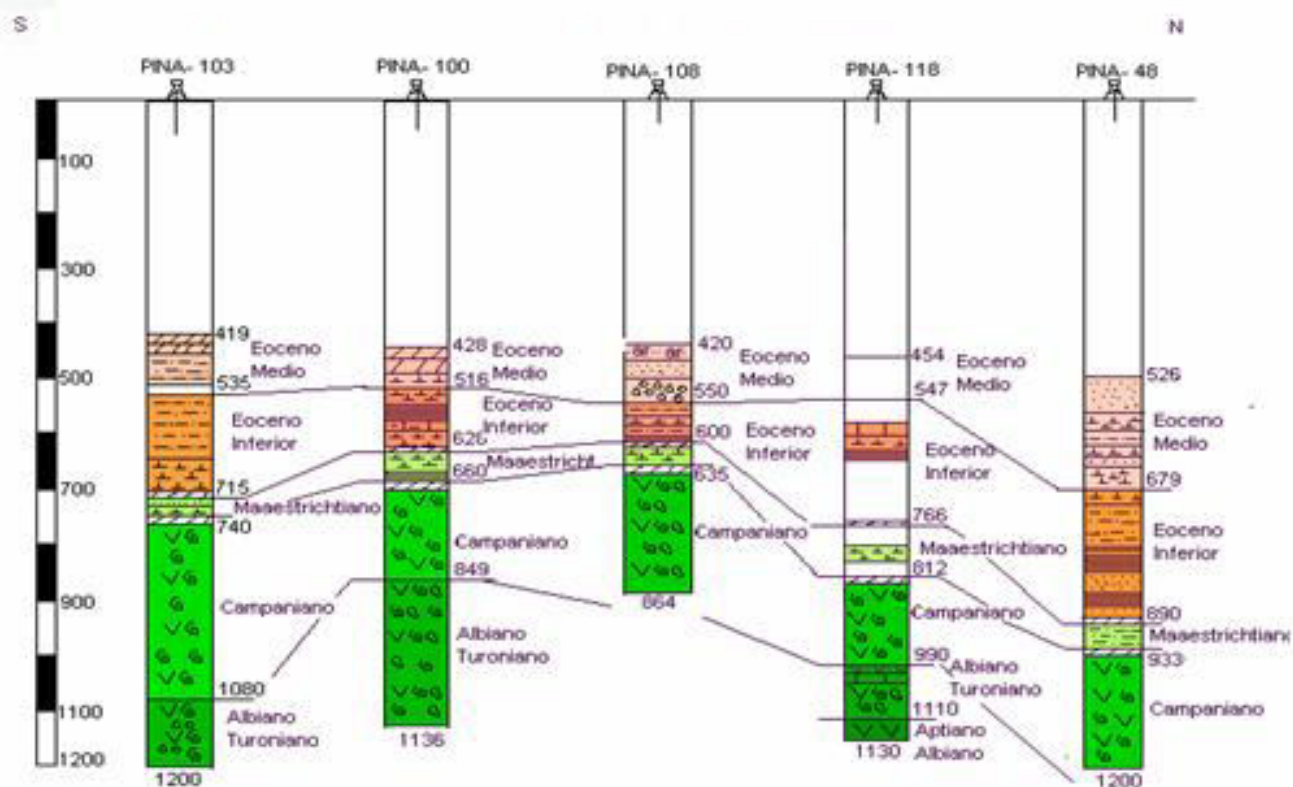 S
N
PINA- 103
PINA- 100
PINA- 108
PINA- 118
PINA- 48
100
300
500
700
900
1100
1200
419
Eoceno
Medio
535
Eoceno
Inferior
715
Maaestrichtiano
740
Campaniano
1080
Albiano
Turoniano
1200
428
Eoceno
Medio
516
Eoceno
Inferior
626
Maaestricht
660
Campaniano
849
Albiano
Turoniano
1136
420
Eoceno
Medio
550
600
Eoceno
Inferior
635
Campaniano
864
454
Eoceno
Medio
547
Eoceno
Inferior
766
Maaestrichtiano
812
Campaniano
990
Albiano
Turoniano
1110
Aptiano
Albiano
1130
526
Eoceno
Medio
679
Eoceno
Inferior
890
Maaestrichtianc
933
Campaniano
1200